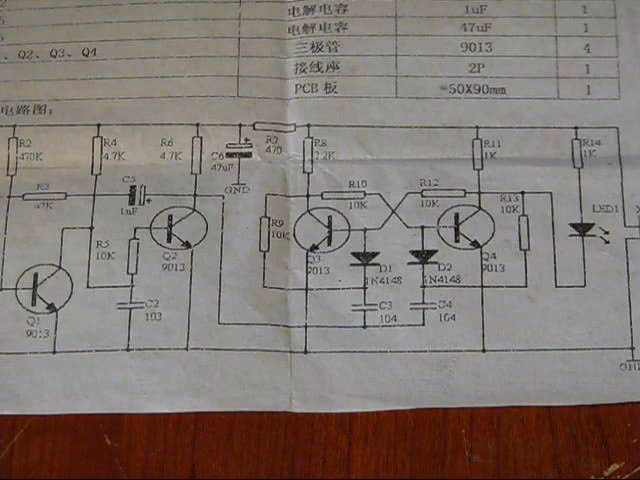 电解电容 1uF 1
电解电容 47uF 1
、Q2、Q3、Q4 三极管 9013 4
接线座 2P 1
PCB 板 =50X90mm 1
电路图:
R2 470K
R4 4.7K
R6 4.7K
C6 47uF
GND
R7 470
R8 2.2K
R11 1K
R14 1K
R3 47K
C5 1uF
R10 10K
R12 10K
R13 10K
LED1
R5 10K
Q2 9013
R9 10K
Q3 9013
D1 1N4148
D2 1N4148
Q4 9013
Q1 9013
C2 103
C3 104
C4 104
GND